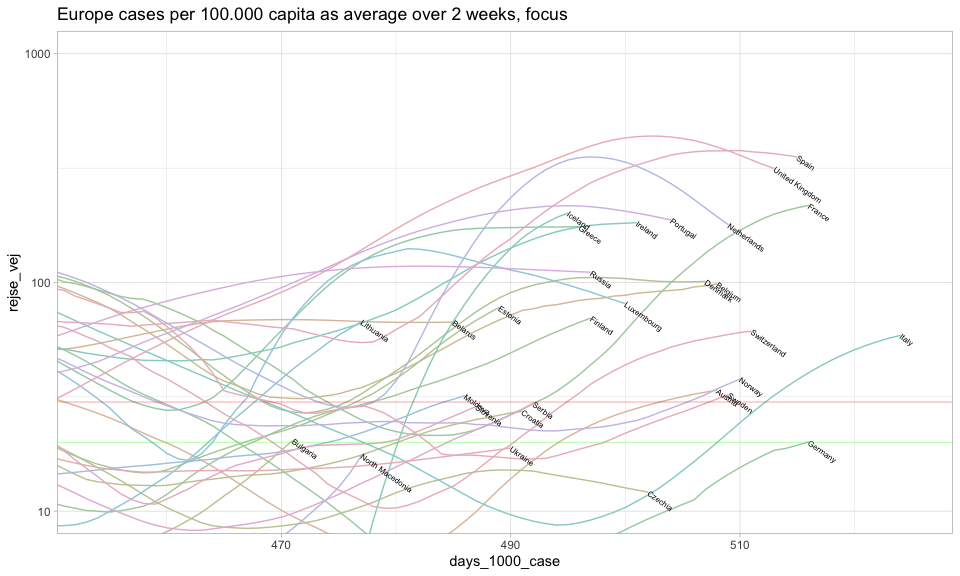 Europe cases per 100.000 capita as average over 2 weeks, focus
1000
100
10
rejse_vej
Spain
United Kingdom
France
Iceland
Greece
Ireland
Portugal
Netherlands
Russia
Belgium
Denmark
Luxembourg
Lithuania
Belarus
Estonia
Finland
Switzerland
Italy
Norway
Austria
Sweden
Moldova
Slovenia
Serbia
Croatia
Bulgaria
North Macedonia
Ukraine
Germany
Czechia
470
490
510
days_1000_case